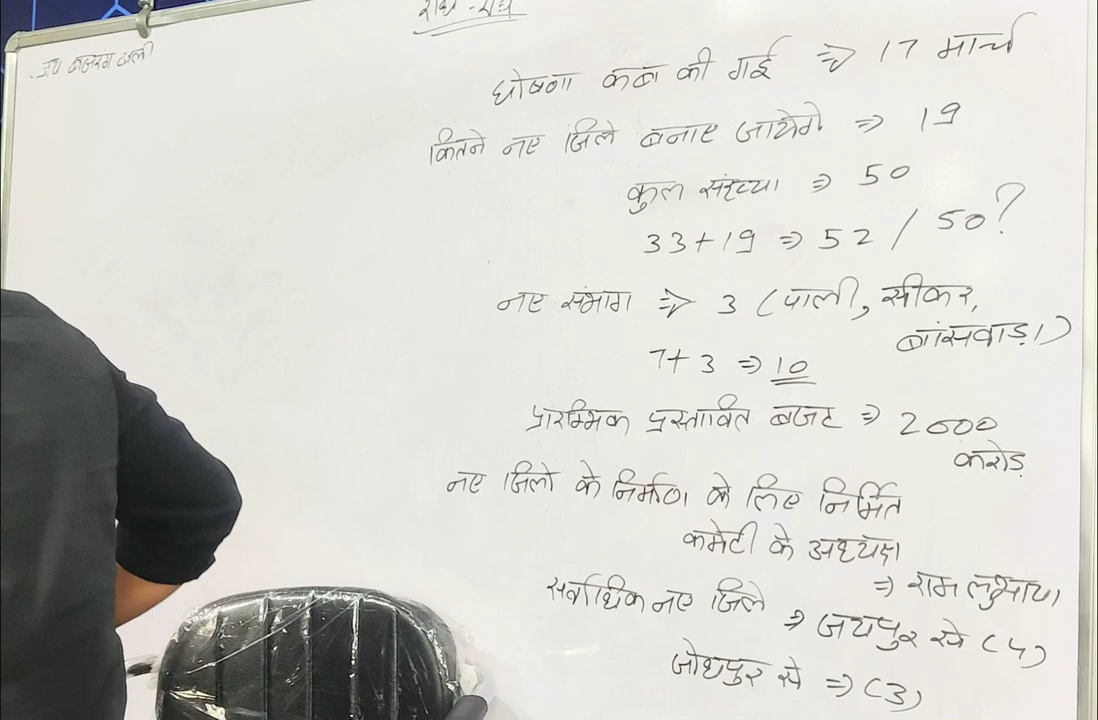 जय बजरंग बली
घोषणा कब की गई ⇒ 17 मार्च
कितने नए जिले बनाए जायेगे ⇒ 19
कुल संख्या ⇒ 50
33+19 ⇒ 52 / 50?
नए संभाग ⇒ 3 (पाली, सीकर,
बांसवाड़ा)
7+3 ⇒ 10
प्रारम्भिक प्रस्तावित बजट ⇒ 2000
करोड़
नए जिलो के निर्माण के लिए निर्मित
कमेटी के अध्यक्ष
⇒ राम लुभाया
सर्वाधिक नए जिले
⇒ जयपुर से (4)
जोधपुर से ⇒ (3)